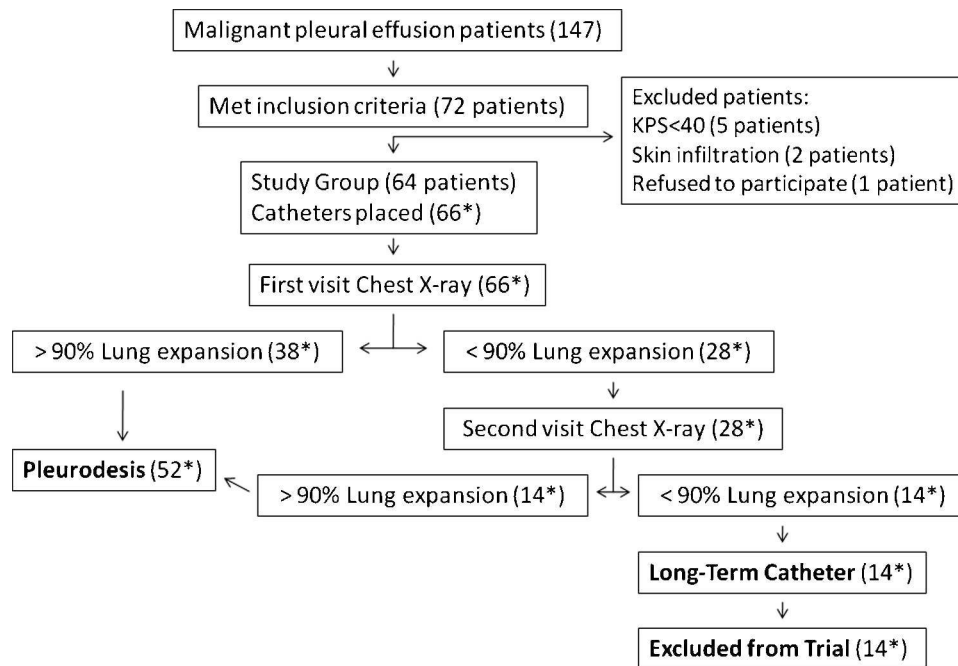 Malignant pleural effusion patients (147)
Met inclusion criteria (72 patients)
Excluded patients:
KPS<40 (5 patients)
Skin infiltration (2 patients)
Refused to participate (1 patient)
Study Group (64 patients)
Catheters placed (66*)
First visit Chest X-ray (66*)
> 90% Lung expansion (38*)
< 90% Lung expansion (28*)
Second visit Chest X-ray (28*)
Pleurodesis (52*)
> 90% Lung expansion (14*)
< 90% Lung expansion (14*)
Long-Term Catheter (14*)
Excluded from Trial (14*)